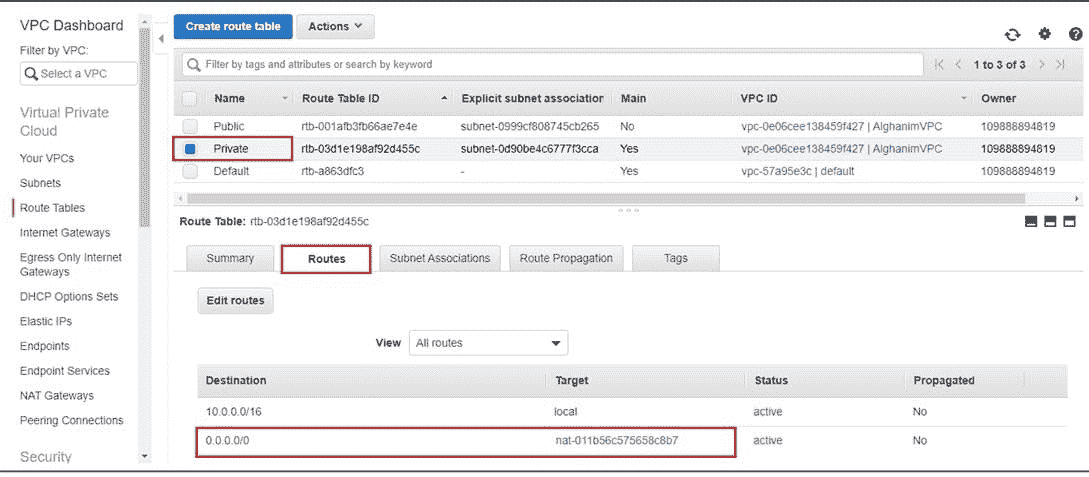 VPC Dashboard
Filter by VPC:
Select a VPC
Virtual Private
Cloud
Your VPCs
Subnets
Route Tables
Internet Gateways
Egress Only Internet
Gateways
DHCP Options Sets
Elastic IPs
Endpoints
Endpoint Services
NAT Gateways
Peering Connections
Security
Create route table Actions
Filter by tags and attributes or search by keyword 1 to 3 of 3
Name Route Table ID Explicit subnet association Main VPC ID Owner
Public rtb-001afb3fb66ae7e4e subnet-0999cf808745cb265 No vpc-0e06cee138459f427 | AlghanimVPC 109888894819
Private rtb-03d1e198af92d455c subnet-0d90be4c6777f3cca Yes vpc-0e06cee138459f427 | AlghanimVPC 109888894819
Default rtb-a863dfc3 - Yes vpc-57a95e3c | default 109888894819
Route Table: rtb-03d1e198af92d455c
Summary Routes Subnet Associations Route Propagation Tags
Edit routes
View All routes
Destination Target Status Propagated
10.0.0.0/16 local active No
0.0.0.0/0 nat-011b56c575658c8b7 active No